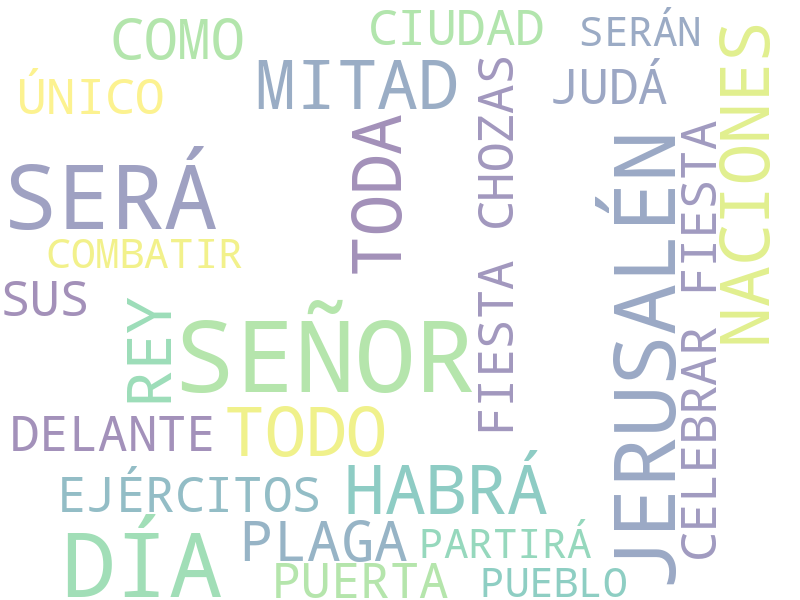 COMO
CIUDAD
SERÁN
ÚNICO
MITAD
JUDÁ
NACIONES
SERÁ
TODA
FIESTA CHOZAS
JERUSALÉN
CELEBRAR FIESTA
COMBATIR
SUS
REY
SEÑOR
DELANTE
TODO
EJÉRCITOS
HABRÁ
DÍA
PLAGA
PARTIRÁ
PUERTA
PUEBLO